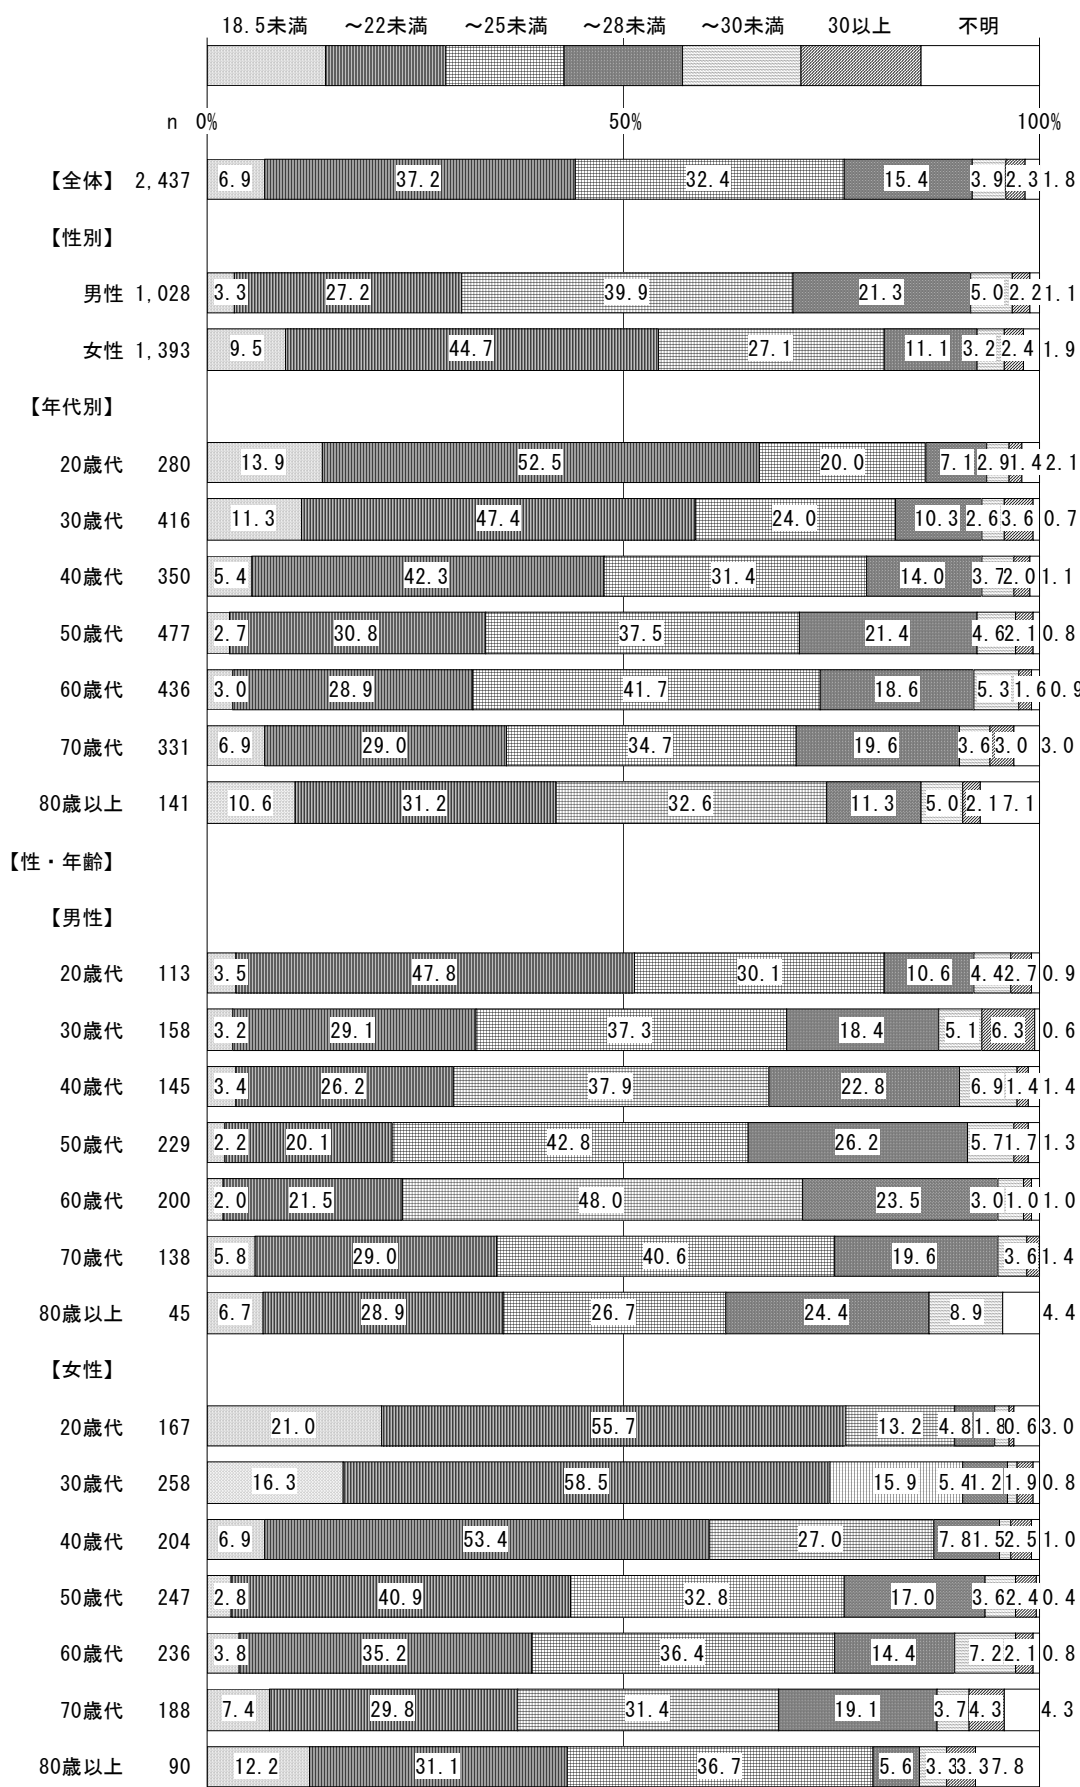 18.5未満 ～22未満 ～25未満 ～28未満 ～30未満 30以上 不明
n 0% 50% 100%
【全体】 2,437 6.9 37.2 32.4 15.4 3.9 2.3 1.8
【性別】
男性 1,028 3.3 27.2 39.9 21.3 5.0 2.2 1.1
女性 1,393 9.5 44.7 27.1 11.1 3.2 2.4 1.9
【年代別】
20歳代 280 13.9 52.5 20.0 7.1 2.9 1.4 2.1
30歳代 416 11.3 47.4 24.0 10.3 2.6 3.6 0.7
40歳代 350 5.4 42.3 31.4 14.0 3.7 2.0 1.1
50歳代 477 2.7 30.8 37.5 21.4 4.6 2.1 0.8
60歳代 436 3.0 28.9 41.7 18.6 5.3 1.6 0.9
70歳代 331 6.9 29.0 34.7 19.6 3.6 3.0 3.0
80歳以上 141 10.6 31.2 32.6 11.3 5.0 2.1 7.1
【性・年齢】
【男性】
20歳代 113 3.5 47.8 30.1 10.6 4.4 2.7 0.9
30歳代 158 3.2 29.1 37.3 18.4 5.1 6.3 0.6
40歳代 145 3.4 26.2 37.9 22.8 6.9 1.4 1.4
50歳代 229 2.2 20.1 42.8 26.2 5.7 1.7 1.3
60歳代 200 2.0 21.5 48.0 23.5 3.0 1.0 1.0
70歳代 138 5.8 29.0 40.6 19.6 3.6 1.4
80歳以上 45 6.7 28.9 26.7 24.4 8.9 4.4
【女性】
20歳代 167 21.0 55.7 13.2 4.8 1.8 0.6 3.0
30歳代 258 16.3 58.5 15.9 5.4 1.2 1.9 0.8
40歳代 204 6.9 53.4 27.0 7.8 1.5 2.5 1.0
50歳代 247 2.8 40.9 32.8 17.0 3.6 2.4 0.4
60歳代 236 3.8 35.2 36.4 14.4 7.2 2.1 0.8
70歳代 188 7.4 29.8 31.4 19.1 3.7 4.3 4.3
80歳以上 90 12.2 31.1 36.7 5.6 3.3 3.3 7.8